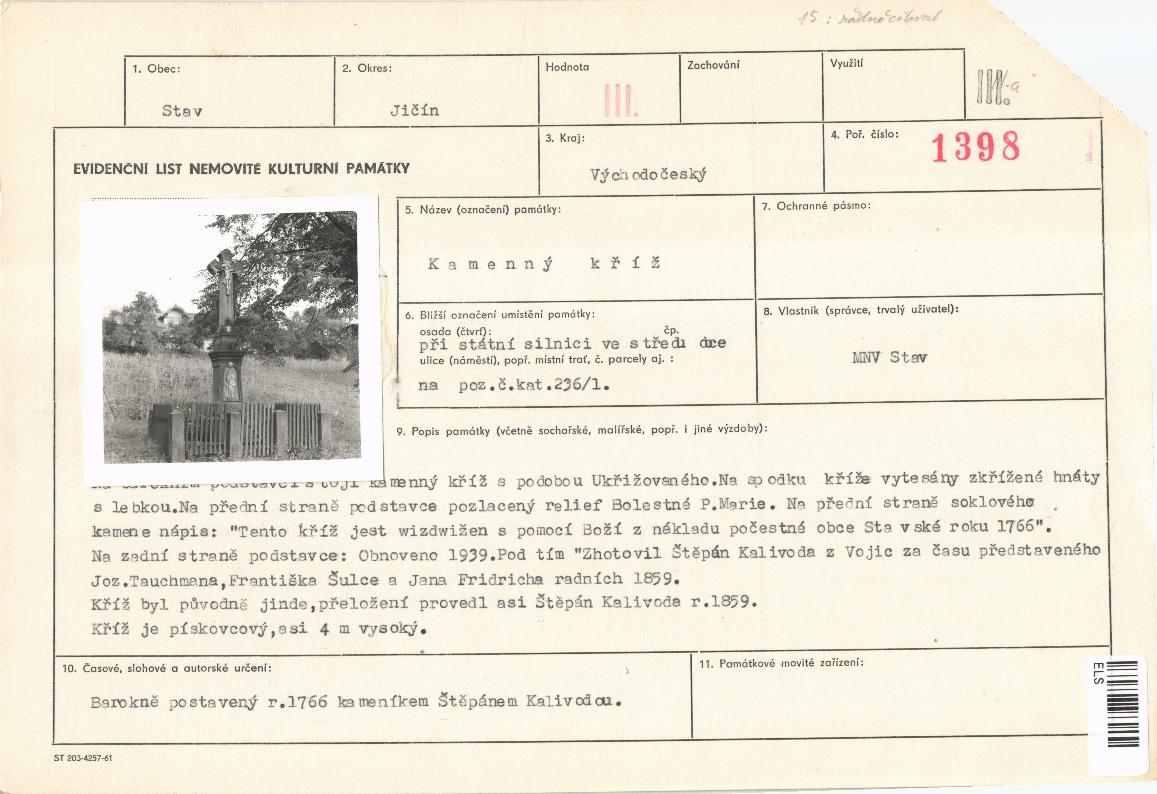 15 : řádně citovat
1. Obec:
Stav
2. Okres:
Jičín
Hodnota
III.
Zachování
Využití
III.a
EVIDENČNÍ LIST NEMOVITÉ KULTURNÍ PAMÁTKY
3. Kraj:
Východočeský
4. Poř. číslo:
1398
5. Název (označení) památky:
Kamenný kříž
7. Ochranné pásmo:
6. Bližší označení umístění památky:
osada (čtvrť): čp.
při státní silnici ve středu obce
ulice (náměstí), popř. místní trať, č. parcely aj. :
na poz.č.kat.236/1.
8. Vlastník (správce, trvalý uživatel):
MNV Stav
9. Popis památky (včetně sochařské, malířské, popř. i jiné výzdoby):
stojí kamenný kříž s podobou Ukřižovaného.Na spodku kříže vytesány zkřížené hnáty
s lebkou.Na přední straně podstavce pozlacený relief Bolestné P.Marie. Na přední straně soklového
kamene nápis: "Tento kříž jest wizdwižen s pomocí Boží z nákladu počestné obce Stavské roku 1766".
Na zadní straně podstavce: Obnoveno 1939.Pod tím "Zhotovil Štěpán Kalivoda z Vojic za času představeného
Joz.Tauchmana,Františka Šulce a Jana Fridricha radních 1859.
Kříž byl původně jinde,přeložení provedl asi Štěpán Kalivoda r.1859.
Kříž je pískovcový,asi 4 m vysoký.
10. Časové, slohové a autorské určení:
Barokně postavený r.1766 kameníkem Štěpánem Kalivodou.
11. Památkové movité zařízení:
ELS
ST 203-4257-61